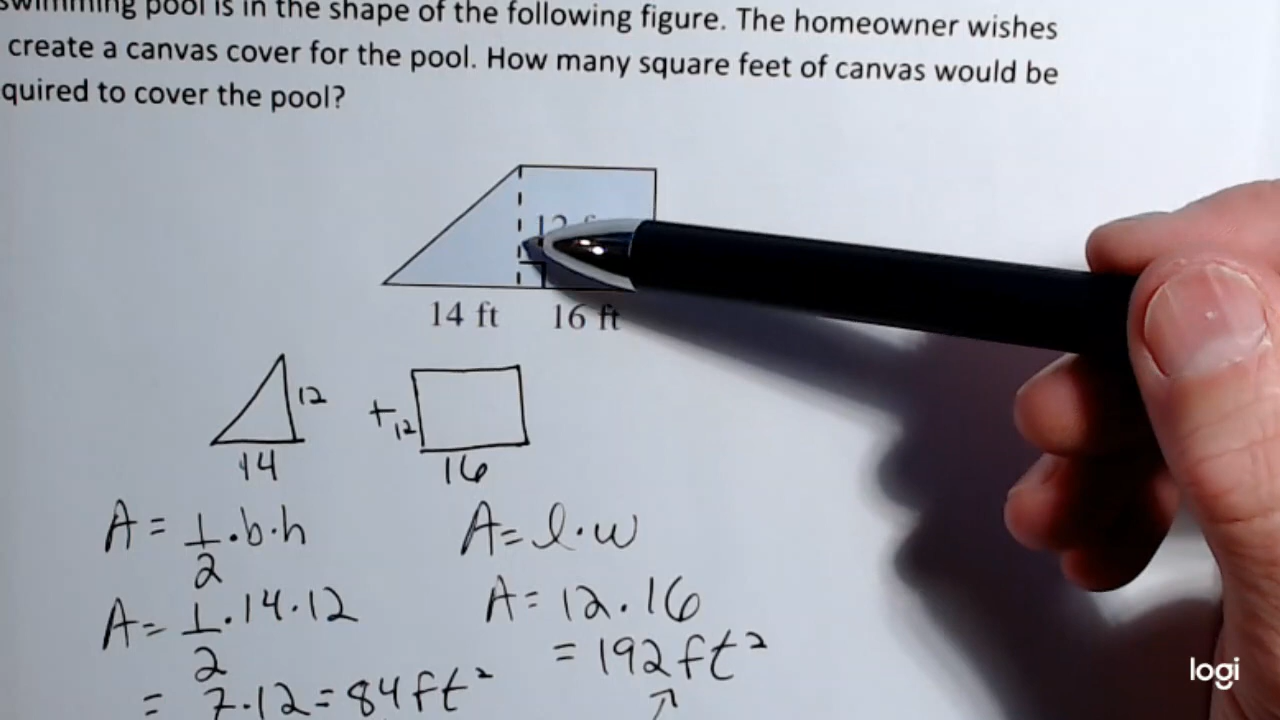 swimming pool is in the shape of the following figure. The homeowner wishes
create a canvas cover for the pool. How many square feet of canvas would be
quired to cover the pool?
12
14 ft 16 ft
12 + 12
14 16
A = 1/2 · b · h A = l · w
A = 1/2 · 14 · 12 A = 12 · 16
= 192 ft²
= 7 · 12 = 84 ft²
logi